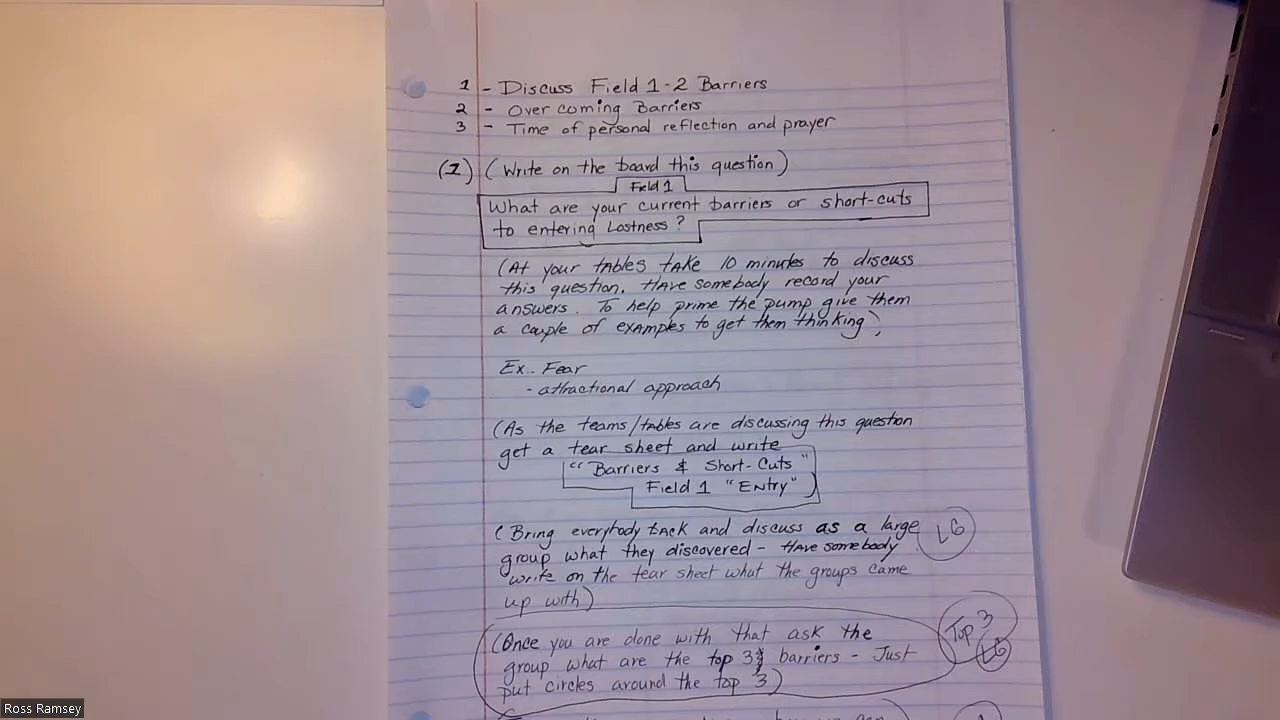 1 - Discuss Field 1-2 Barriers
2 - Over coming Barriers
3 - Time of personal reflection and prayer
(1) (Write on the board this question)
Field 1
What are your current barriers or short-cuts
to entering Lostness?
(At your tables take 10 minutes to discuss
this question. Have somebody record your
answers. To help prime the pump give them
a couple of examples to get them thinking)
Ex.. Fear
- attractional approach
(As the teams/tables are discussing this question
get a tear sheet and write
"Barriers & Short-Cuts"
Field 1 "Entry")
(Bring everybody back and discuss as a large LG
group what they discovered - Have somebody
write on the tear sheet what the groups came
up with)
(Once you are done with that ask the Top 3
group what are the top 3 barriers - Just LG
put circles around the top 3)
Ross Ramsey